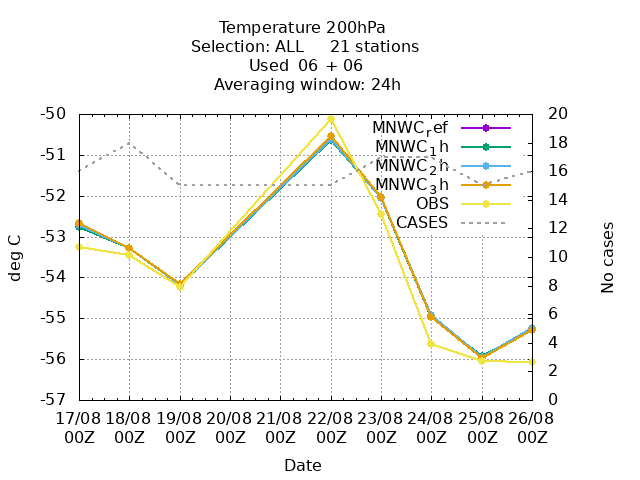 Temperature 200hPa
Selection: ALL 21 stations
Used 06 + 06
Averaging window: 24h
-50
-51
-52
-53
-54
-55
-56
-57
deg C
20
18
16
14
12
10
8
6
4
2
0
No cases
MNWC_ref
MNWC_1h
MNWC_2h
MNWC_3h
OBS
CASES
17/08 18/08 19/08 20/08 21/08 22/08 23/08 24/08 25/08 26/08
00Z 00Z 00Z 00Z 00Z 00Z 00Z 00Z 00Z 00Z
Date